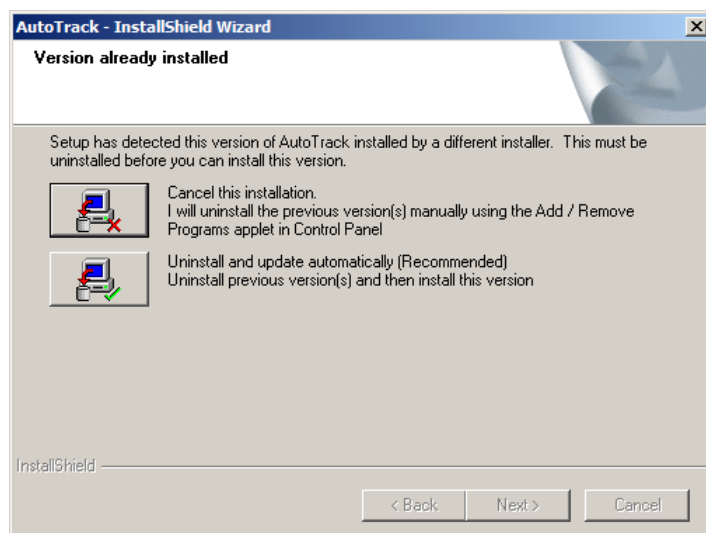 AutoTrack - InstallShield Wizard
Version already installed
Setup has detected this version of AutoTrack installed by a different installer.  This must be
uninstalled before you can install this version.
Cancel this installation.
I will uninstall the previous version(s) manually using the Add / Remove
Programs applet in Control Panel
Uninstall and update automatically (Recommended)
Uninstall previous version(s) and then install this version
InstallShield
< Back
Next >
Cancel